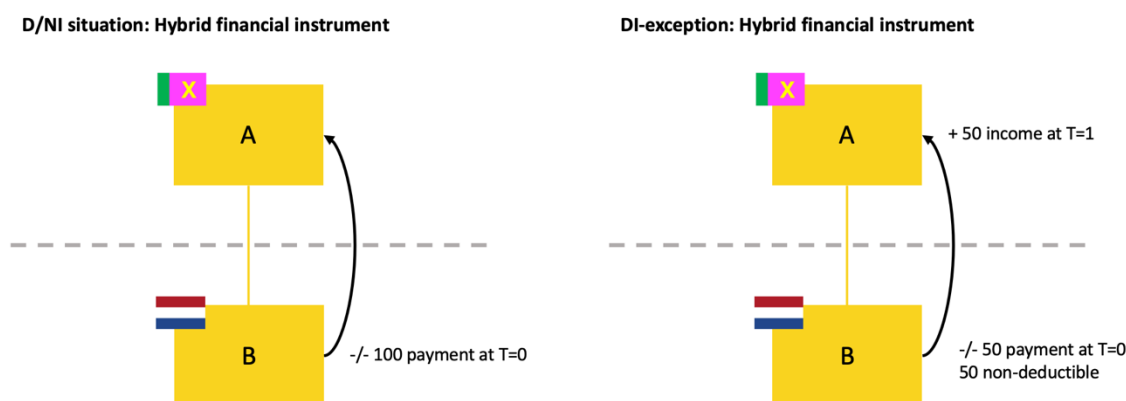 D/NI situation: Hybrid financial instrument
X
A
B
-/- 100 payment at T=0
DI-exception: Hybrid financial instrument
X
A
+ 50 income at T=1
B
-/- 50 payment at T=0
50 non-deductible